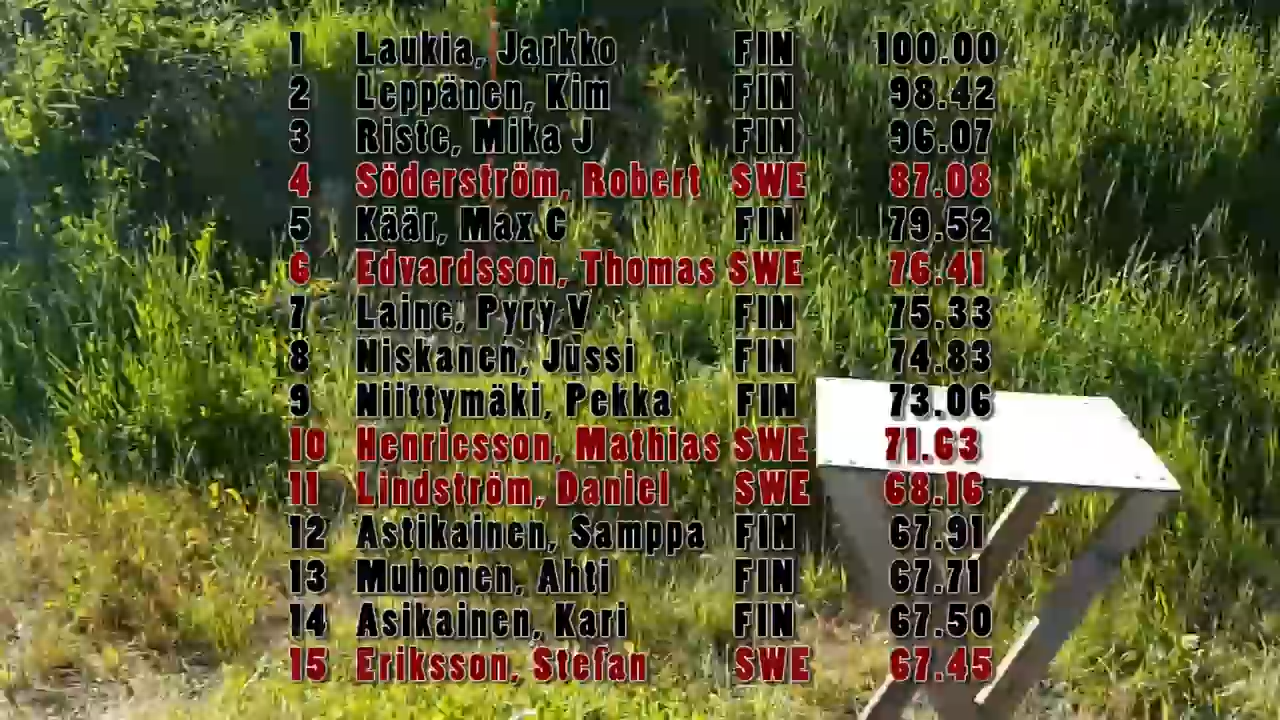 1 Laukia, Jarkko FIN 100.00
2 Leppänen, Kim FIN 98.42
3 Riste, Mika J FIN 96.07
4 Söderström, Robert SWE 87.08
5 Käär, Max C FIN 79.52
6 Edvardsson, Thomas SWE 76.41
7 Laine, Pyry V FIN 75.33
8 Niskanen, Jussi FIN 74.83
9 Niittymäki, Pekka FIN 73.06
10 Henricsson, Mathias SWE 71.63
11 Lindström, Daniel SWE 68.16
12 Astikainen, Samppa FIN 67.91
13 Muhonen, Ahti FIN 67.71
14 Asikainen, Kari FIN 67.50
15 Eriksson, Stefan SWE 67.45